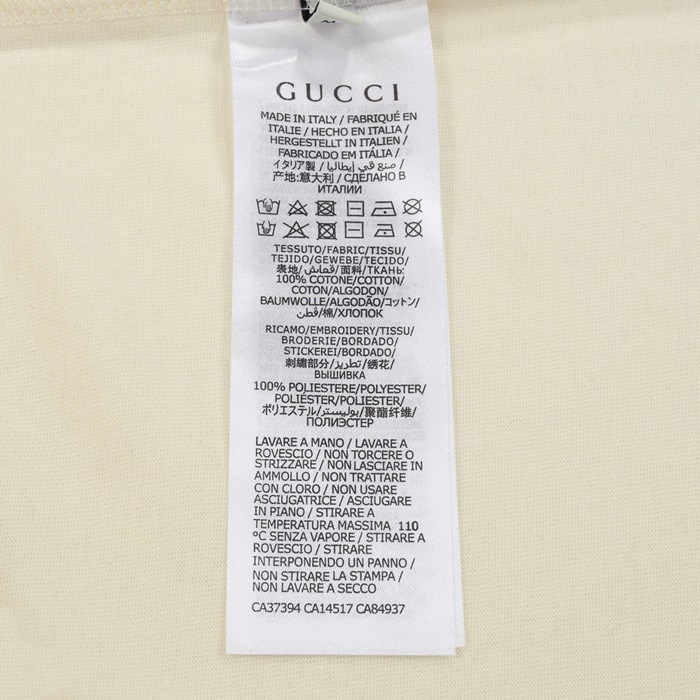 GUCCI
MADE IN ITALY / FABRIQUÉ EN
ITALIE / HECHO EN ITALIA /
HERGESTELLT IN ITALIEN /
FABRICADO EM ITÁLIA /
イタリア製 / صنع في إيطاليا /
产地:意大利 / СДЕЛАНО В
ИТАЛИИ
TESSUTO/FABRIC/TISSU/
TEJIDO/GEWEBE/TECIDO/
表地/قماش/面料/ТКАНЬ:
100% COTONE/COTTON/
COTON/ALGODON/
BAUMWOLLE/ALGODÃO/コットン/
قطن/棉/ХЛОПОК
RICAMO/EMBROIDERY/TISSU/
BRODERIE/BORDADO/
STICKEREI/BORDADO/
刺繍部分/تطريز/绣花/
ВЫШИВКА
100% POLIESTERE/POLYESTER/
POLIÉSTER/POLIESTER/
ポリエステル/بوليستر/聚酯纤维/
ПОЛИЭСТЕР
LAVARE A MANO / LAVARE A
ROVESCIO / NON TORCERE O
STRIZZARE / NON LASCIARE IN
AMMOLLO / NON TRATTARE
CON CLORO / NON USARE
ASCIUGATRICE / ASCIUGARE
IN PIANO / STIRARE A
TEMPERATURA MASSIMA 110
°C SENZA VAPORE / STIRARE A
ROVESCIO / STIRARE
INTERPONENDO UN PANNO /
NON STIRARE LA STAMPA /
NON LAVARE A SECCO
CA37394 CA14517 CA84937